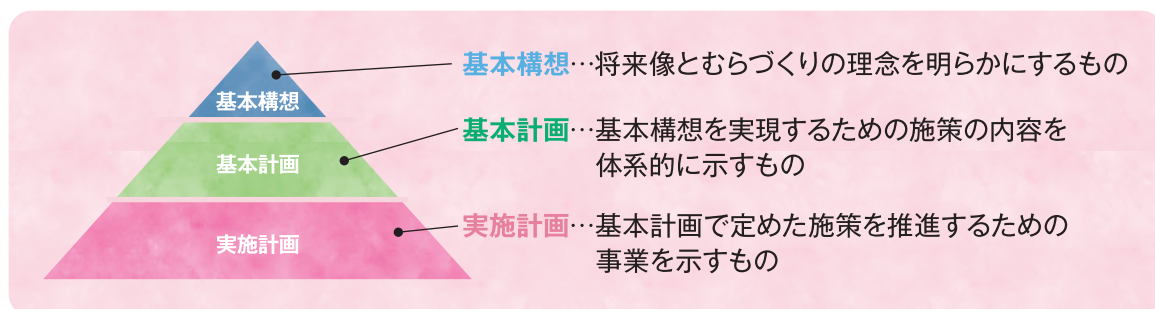 基本構想
基本計画
実施計画
基本構想…将来像とむらづくりの理念を明らかにするもの
基本計画…基本構想を実現するための施策の内容を
体系的に示すもの
実施計画…基本計画で定めた施策を推進するための
事業を示すもの